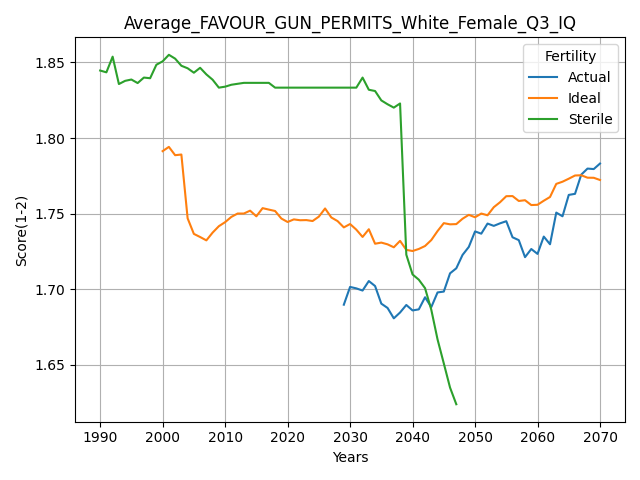 Average_FAVOUR_GUN_PERMITS_White_Female_Q3_IQ
Fertility
Actual
Ideal
Sterile
Score(1-2)
1.85
1.80
1.75
1.70
1.65
1990 2000 2010 2020 2030 2040 2050 2060 2070
Years